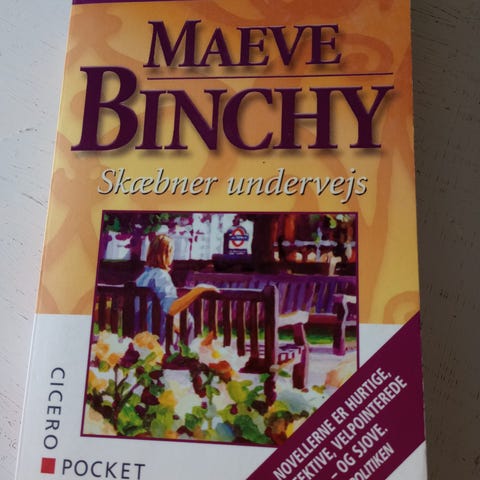 MAEVE
BINCHY
Skæbner undervejs
NOVELLERNE ER HURTIGE,
VELPOINTEREDE
– OG SJOVE.
POLITIKEN
CICERO
POCKET